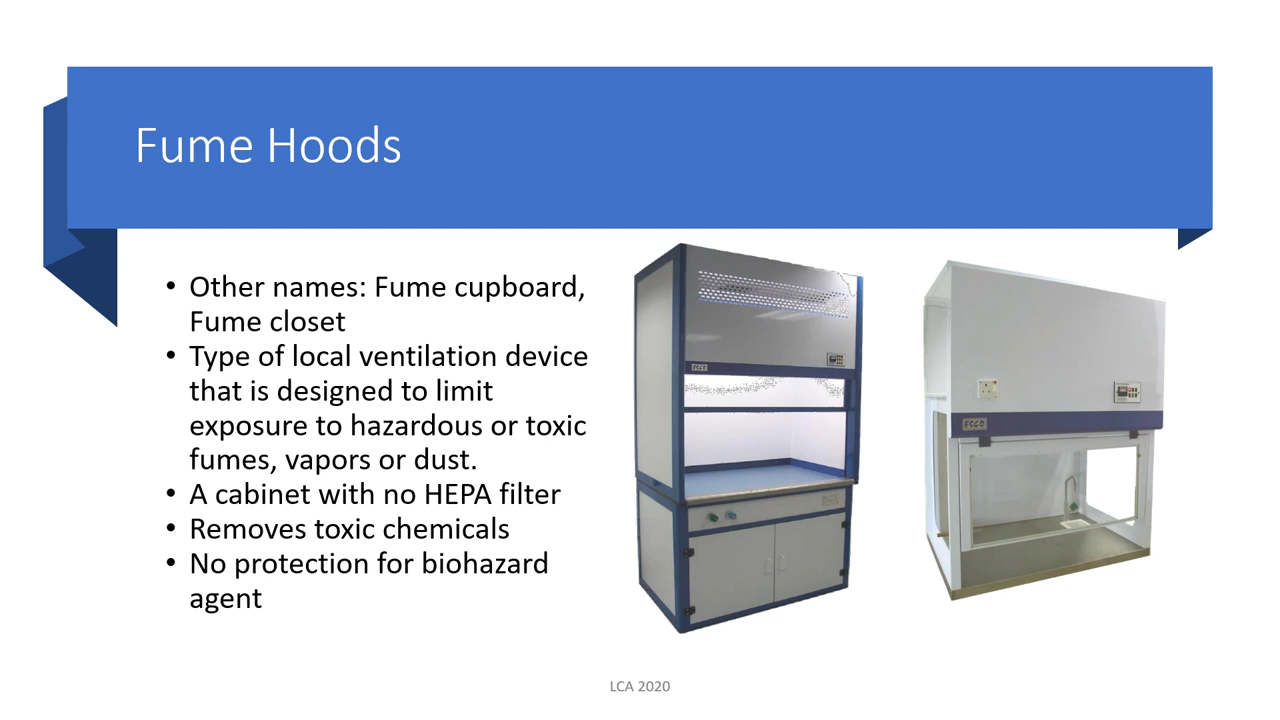 Fume Hoods
• Other names: Fume cupboard,
Fume closet
• Type of local ventilation device
that is designed to limit
exposure to hazardous or toxic
fumes, vapors or dust.
• A cabinet with no HEPA filter
• Removes toxic chemicals
• No protection for biohazard
agent
ESCO
LCA 2020